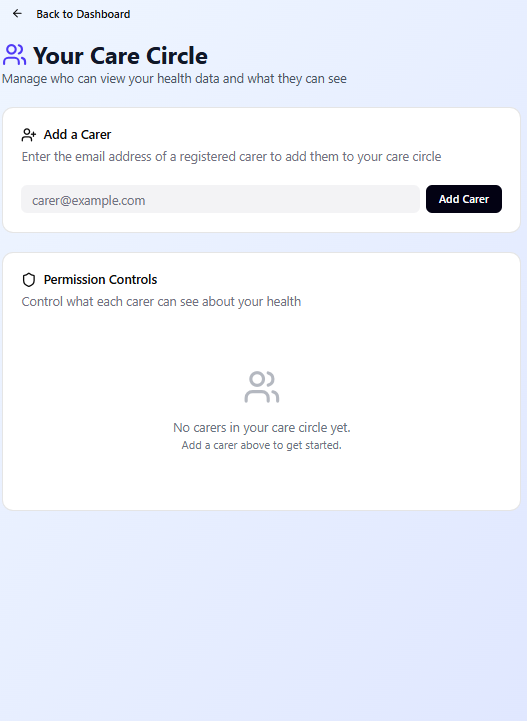 Back to Dashboard
Your Care Circle
Manage who can view your health data and what they can see
Add a Carer
Enter the email address of a registered carer to add them to your care circle
carer@example.com
Add Carer
Permission Controls
Control what each carer can see about your health
No carers in your care circle yet.
Add a carer above to get started.